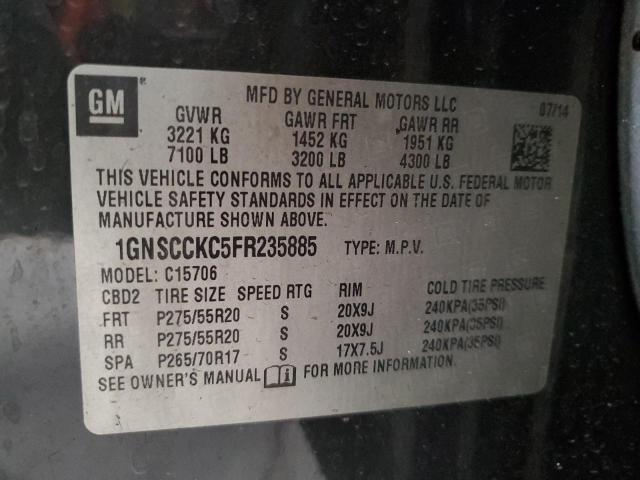 GM
MFD BY GENERAL MOTORS LLC
07/14
GVWR GAWR FRT GAWR RR
3221 KG 1452 KG 1951 KG
7100 LB 3200 LB 4300 LB
THIS VEHICLE CONFORMS TO ALL APPLICABLE U.S. FEDERAL MOTOR
VEHICLE SAFETY STANDARDS IN EFFECT ON THE DATE OF
MANUFACTURE SHOWN ABOVE.
1GNSCCKC5FR235885 TYPE: M.P.V.
MODEL: C15706
CBD2 TIRE SIZE SPEED RTG RIM COLD TIRE PRESSURE
FRT P275/55R20 S 20X9J 240KPA(35PSI)
RR P275/55R20 S 20X9J 240KPA(35PSI)
SPA P265/70R17 S 17X7.5J 240KPA(35PSI)
SEE OWNER'S MANUAL FOR MORE INFORMATION.